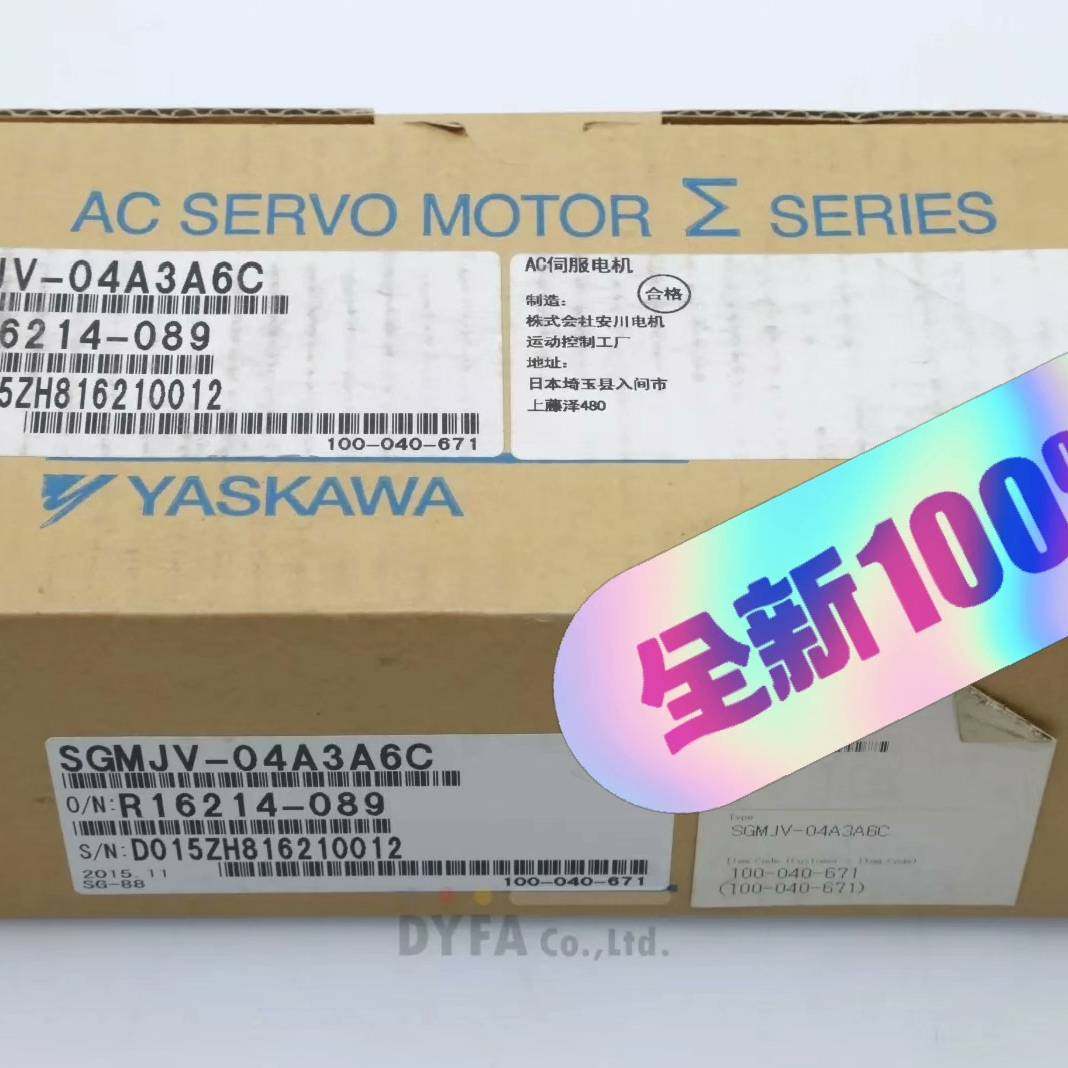 AC SERVO MOTOR Σ SERIES
JV-04A3A6C
6214-089
5ZH816210012
100-040-671
AC伺服电机
合格
制造：
株式会社安川电机
运动控制工厂
地址：
日本埼玉县入间市
上藤泽480
YASKAWA
全新100%
SGMJV-04A3A6C
O/N:R16214-089
S/N:D015ZH816210012
2015.11
SG-88
100-040-671
Type
SGMJV-04A3A6C
100-040-671
(100-040-671)
DYFA Co.,Ltd.